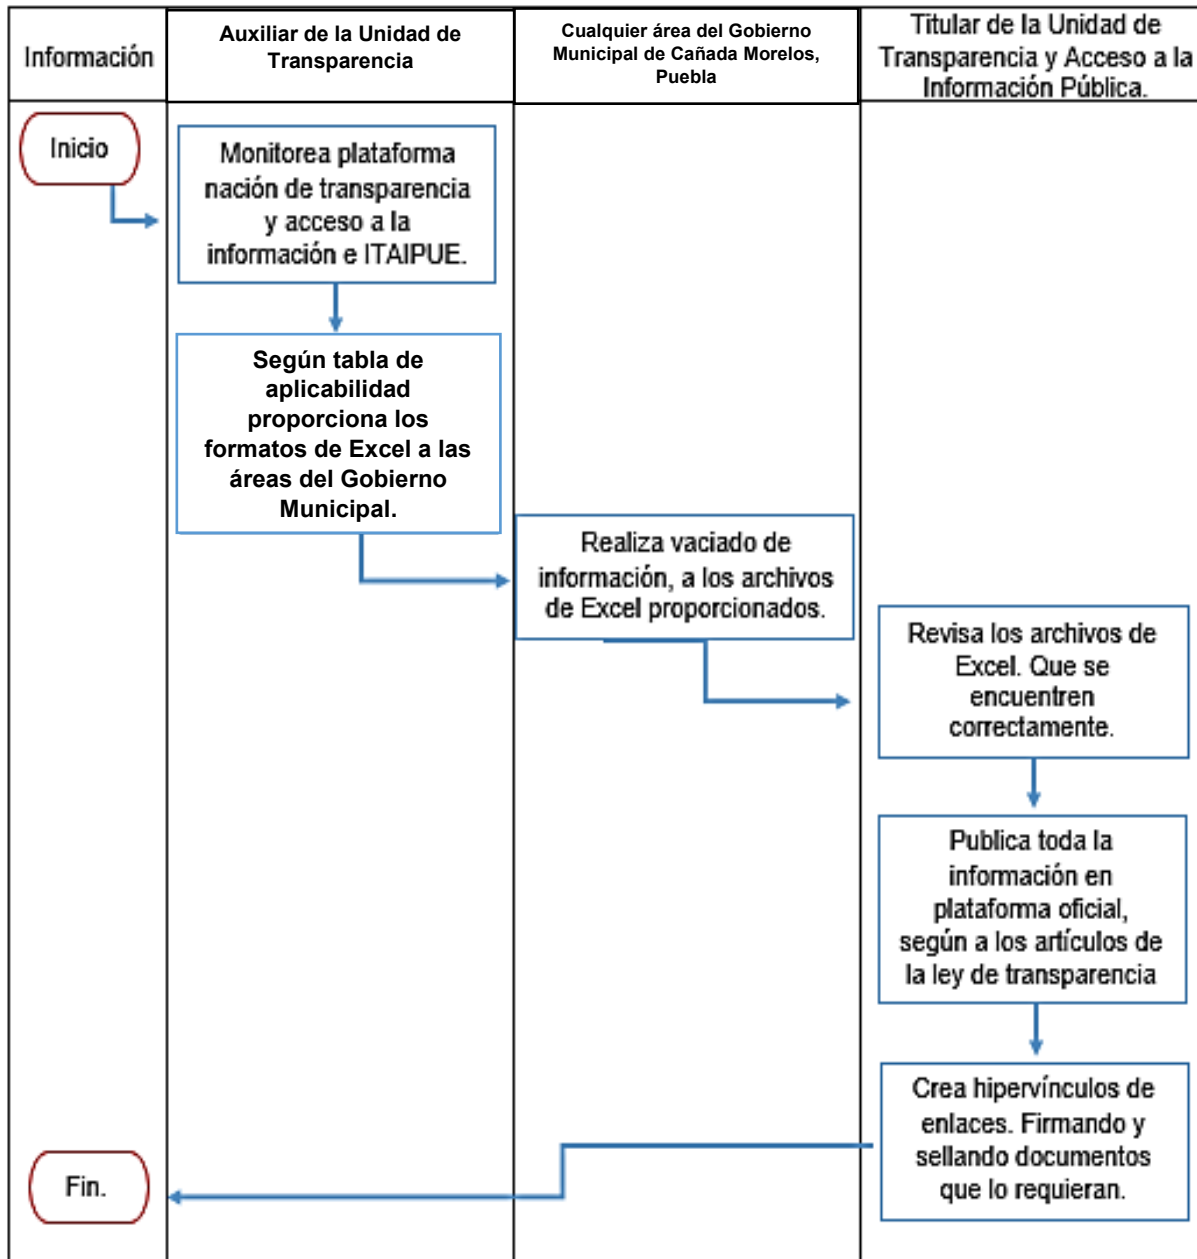 Información
Auxiliar de la Unidad de
Transparencia
Cualquier área del Gobierno
Municipal de Cañada Morelos,
Puebla
Titular de la Unidad de
Transparencia y Acceso a la
Información Pública.
Inicio
Monitorea plataforma
nación de transparencia
y acceso a la
información e ITAIPUE.
Según tabla de
aplicabilidad
proporciona los
formatos de Excel a las
áreas del Gobierno
Municipal.
Realiza vaciado de
información, a los archivos
de Excel proporcionados.
Revisa los archivos de
Excel. Que se
encuentren
correctamente.
Publica toda la
información en
plataforma oficial,
según a los artículos de
la ley de transparencia
Crea hipervínculos de
enlaces. Firmando y
sellando documentos
que lo requieran.
Fin.